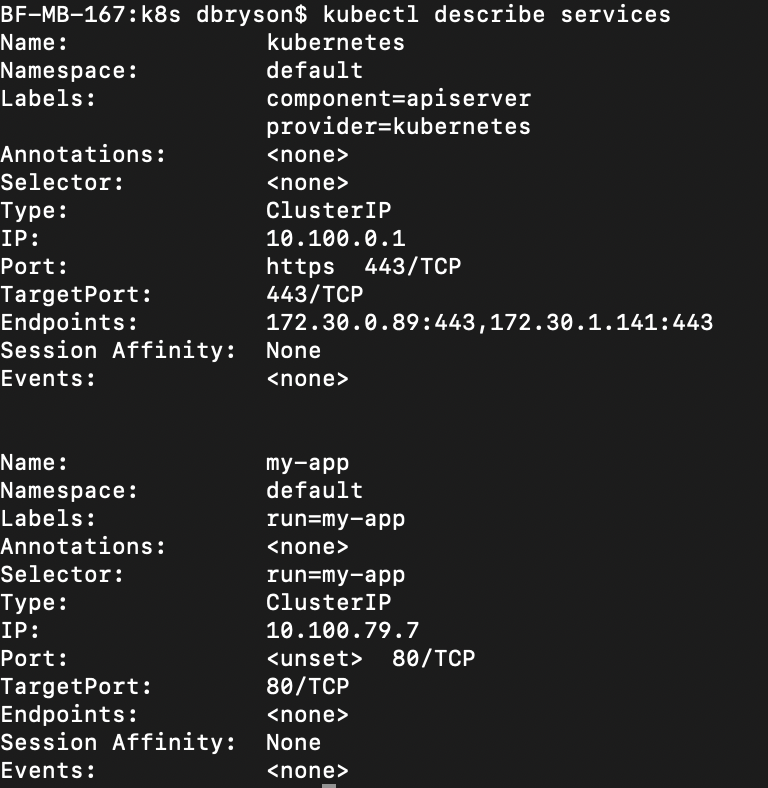 BF-MB-167:k8s dbryson$ kubectl describe services
Name:              kubernetes
Namespace:         default
Labels:            component=apiserver
                   provider=kubernetes
Annotations:       <none>
Selector:          <none>
Type:              ClusterIP
IP:                10.100.0.1
Port:              https  443/TCP
TargetPort:        443/TCP
Endpoints:         172.30.0.89:443,172.30.1.141:443
Session Affinity:  None
Events:            <none>


Name:              my-app
Namespace:         default
Labels:            run=my-app
Annotations:       <none>
Selector:          run=my-app
Type:              ClusterIP
IP:                10.100.79.7
Port:              <unset>  80/TCP
TargetPort:        80/TCP
Endpoints:         <none>
Session Affinity:  None
Events:            <none>